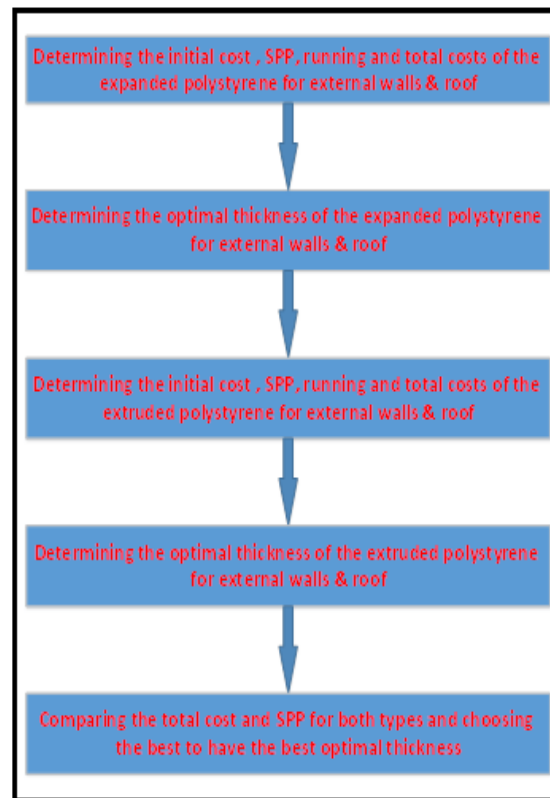 Determining the initial cost , SPP, running and total costs of the
expanded polystyrene for external walls & roof
Determining the optimal thickness of the expanded polystyrene
for external walls & roof
Determining the initial cost , SPP, running and total costs of the
extruded polystyrene for external walls & roof
Determining the optimal thickness of the extruded polystyrene
for external walls & roof
Comparing the total cost and SPP for both types and choosing
the best to have the best optimal thickness